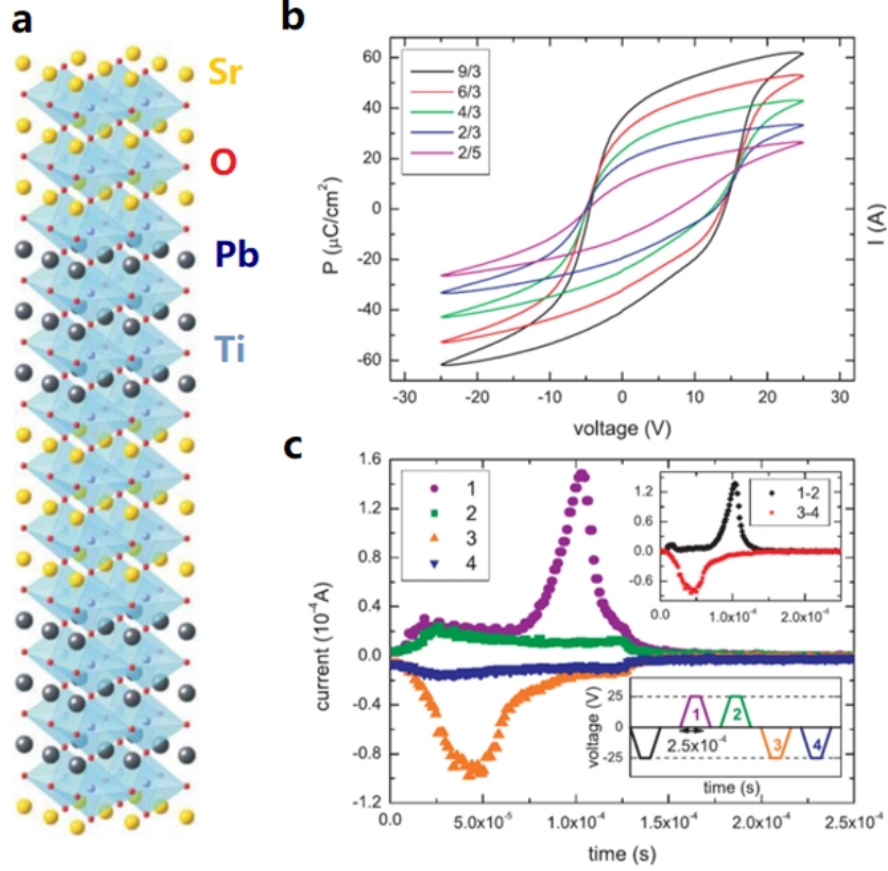 a
Sr
O
Pb
Ti
b
9/3
6/3
4/3
2/3
2/5
60
40
20
0
-20
-40
-60
P (μC/cm²)
I (A)
-30
-20
-10
0
10
20
30
voltage (V)
c
1.6
1.2
0.8
0.4
0.0
-0.4
-0.8
-1.2
current (10⁻⁴A)
1
2
3
4
1.2
0.6
0.0
-0.6
1-2
3-4
0.0
1.0x10⁻⁴
2.0x10⁻⁴
voltage (V)
25
0
-25
1
2
3
4
2.5x10⁻⁴
time (s)
0.0
5.0x10⁻⁵
1.0x10⁻⁴
1.5x10⁻⁴
2.0x10⁻⁴
2.5x10⁻⁴
time (s)